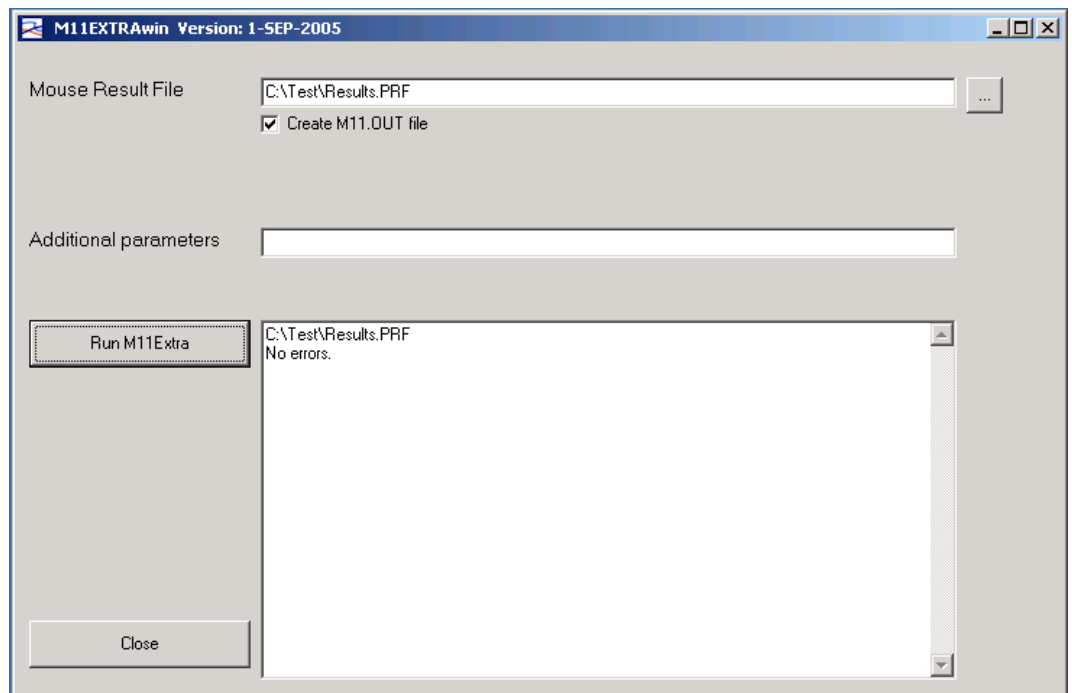 M11EXTRAwin Version: 1-SEP-2005
Mouse Result File
C:\Test\Results.PRF
...
Create M11.OUT file
Additional parameters
Run M11Extra
C:\Test\Results.PRF
No errors.
Close